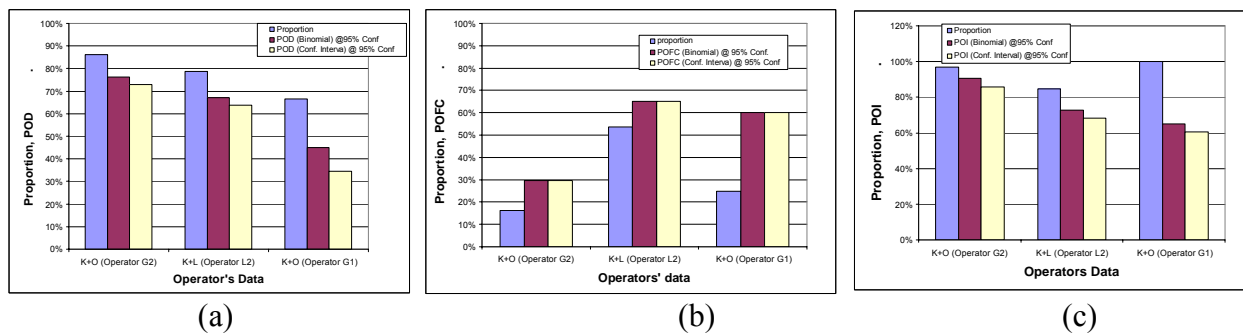 Proportion
POD (Binomial) @95% Conf
POD (Conf. Interva) @ 95% Conf
100%
90%
80%
70%
60%
50%
40%
30%
20%
10%
0%
Proportion, POD
K+O (Operator G2)
K+L (Operator L2)
K+O (Operator G1)
Operator's Data
(a)
proportion
POFC (Binomial) @ 95% Conf.
POFC (Conf. Interval) @ 95% Conf
100%
90%
80%
70%
60%
50%
40%
30%
20%
10%
0%
Proportion, POFC
K+O (Operator G2)
K+L (Operator L2)
K+O (Operator G1)
Operators' data
(b)
Proportion
POI (Binomial) @95% Conf
POI (Conf. Interval) @95% Conf
120%
100%
80%
60%
40%
20%
0%
Proportion, POI
K+O (Operator G2)
K+L (Operator L2)
K+O (Operator G1)
Operators Data
(c)